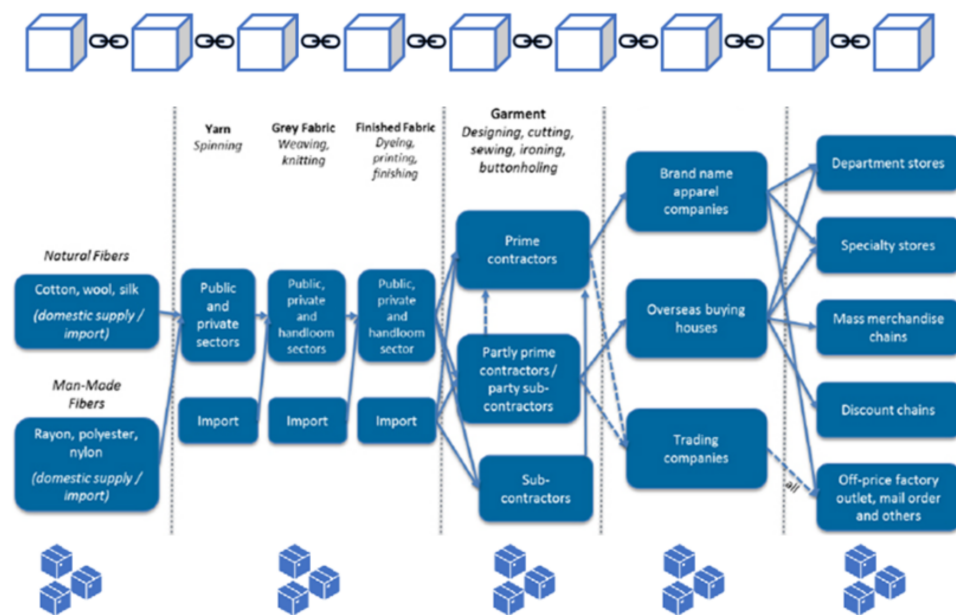 Yarn
Spinning
Grey Fabric
Weaving,
knitting
Finished Fabric
Dyeing,
printing,
finishing
Garment
Designing, cutting,
sewing, ironing,
buttonholing
Natural Fibers
Cotton, wool, silk
(domestic supply /
import)
Man-Made
Fibers
Rayon, polyester,
nylon
(domestic supply /
import)
Public
and
private
sectors
Import
Public,
private
and
handloom
sectors
Import
Public,
private
and
handloom
sector
Import
Prime
contractors
Partly prime
contractors/
party sub-
contractors
Sub-
contractors
Brand name
apparel
companies
Overseas buying
houses
Trading
companies
all
Department stores
Specialty stores
Mass merchandise
chains
Discount chains
Off-price factory
outlet, mail order
and others